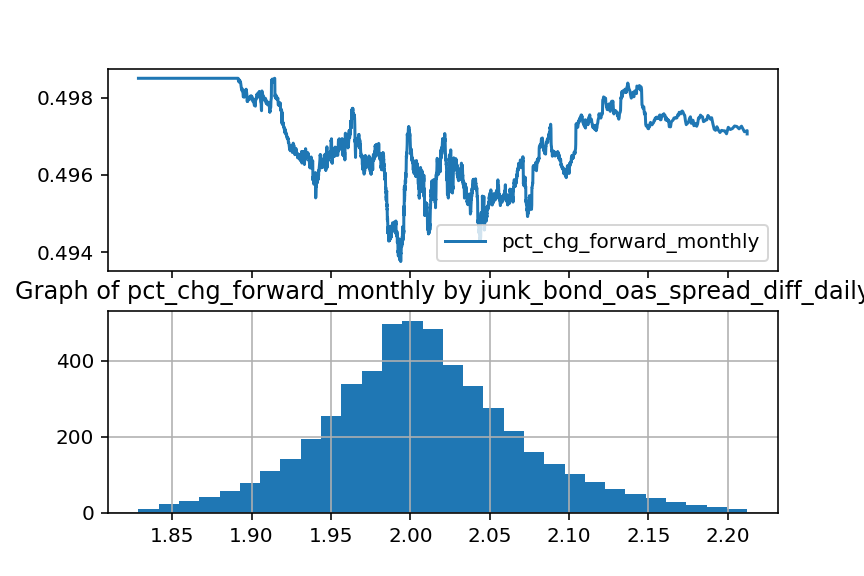 0.498
0.496
0.494
pct_chg_forward_monthly
Graph of pct_chg_forward_monthly by junk_bond_oas_spread_diff_daily
400
200
0
1.85 1.90 1.95 2.00 2.05 2.10 2.15 2.20